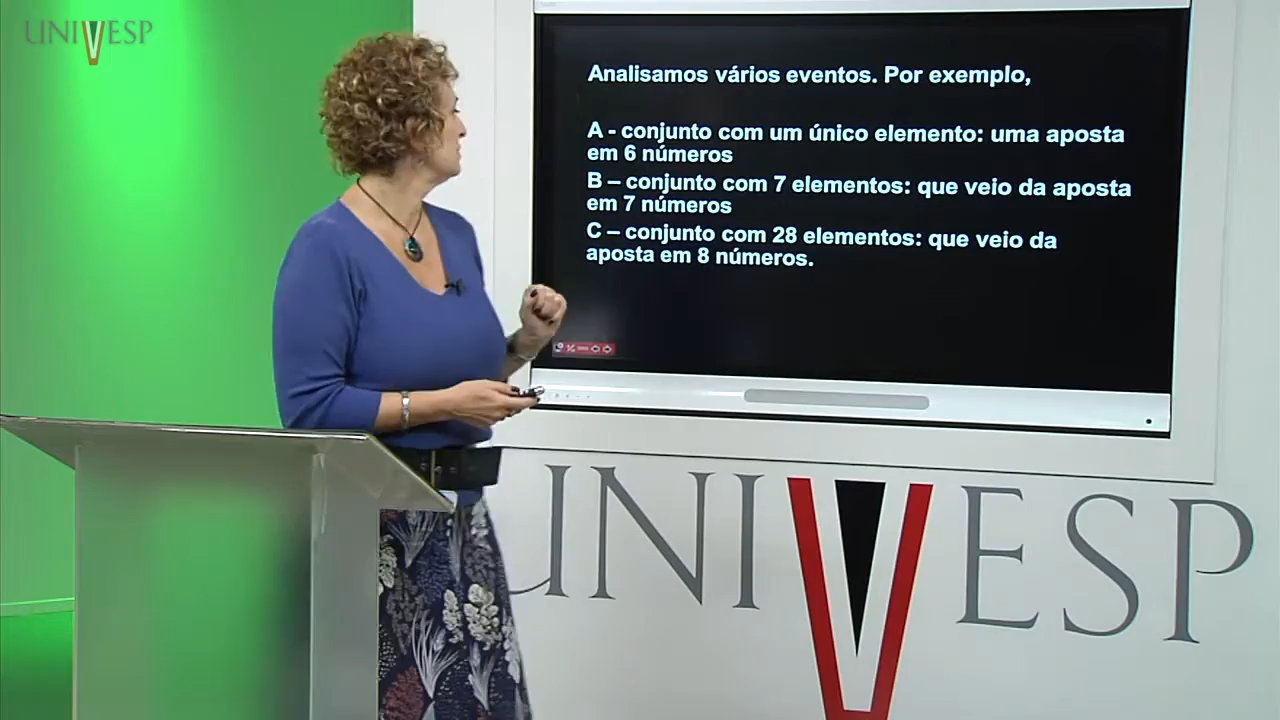 UNIVESP
Analisamos vários eventos. Por exemplo,
A - conjunto com um único elemento: uma aposta
em 6 números
B – conjunto com 7 elementos: que veio da aposta
em 7 números
C – conjunto com 28 elementos: que veio da
aposta em 8 números.
UNIVESP